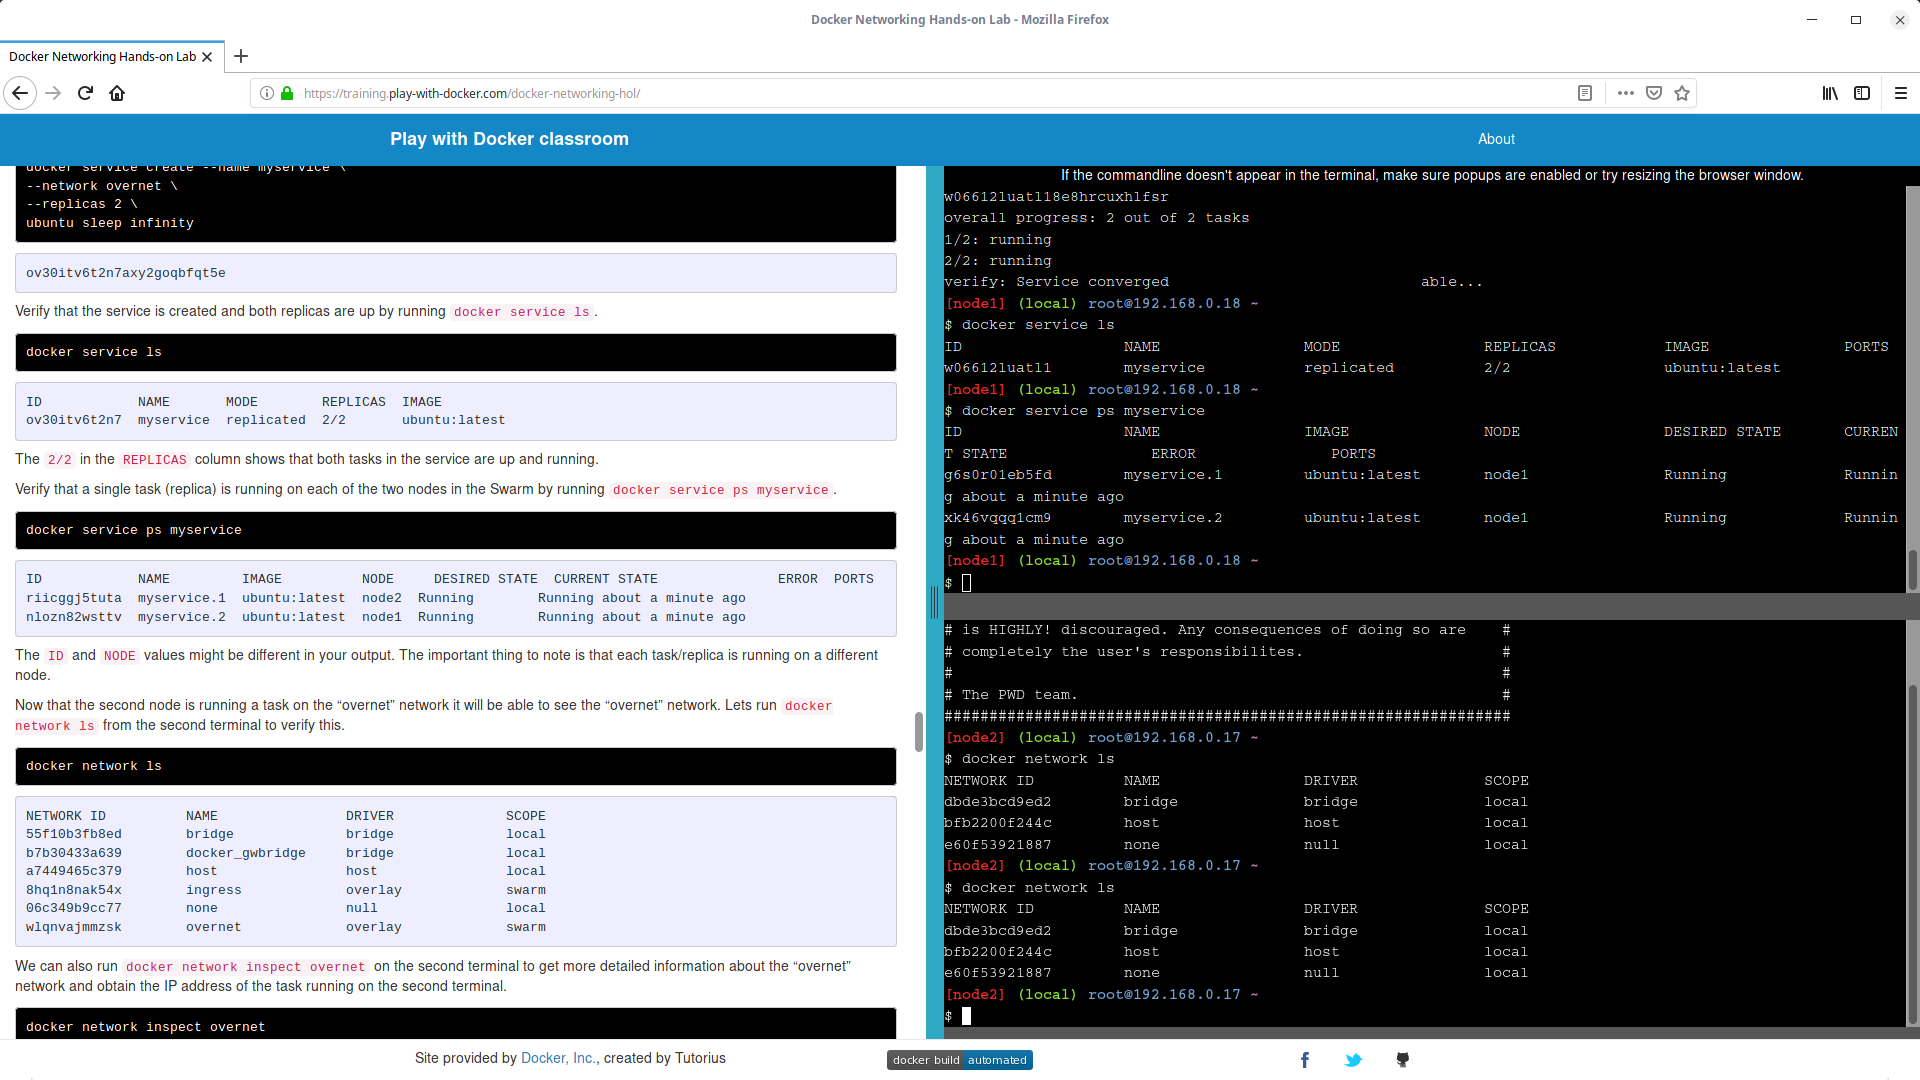 Docker Networking Hands-on Lab - Mozilla Firefox
Docker Networking Hands-on Lab
https://training.play-with-docker.com/docker-networking-hol/
Play with Docker classroom
About
docker service create --name myservice \
--network overnet \
--replicas 2 \
ubuntu sleep infinity
ov30itv6t2n7axy2goqbfqt5e
Verify that the service is created and both replicas are up by running docker service ls.
docker service ls
ID NAME MODE REPLICAS IMAGE
ov30itv6t2n7 myservice replicated 2/2 ubuntu:latest
The 2/2 in the REPLICAS column shows that both tasks in the service are up and running.
Verify that a single task (replica) is running on each of the two nodes in the Swarm by running docker service ps myservice.
docker service ps myservice
ID NAME IMAGE NODE DESIRED STATE CURRENT STATE ERROR PORTS
riicggj5tuta myservice.1 ubuntu:latest node2 Running Running about a minute ago
nlozn82wsttv myservice.2 ubuntu:latest node1 Running Running about a minute ago
The ID and NODE values might be different in your output. The important thing to note is that each task/replica is running on a different
node.
Now that the second node is running a task on the “overnet” network it will be able to see the “overnet” network. Lets run docker
network ls from the second terminal to verify this.
docker network ls
NETWORK ID NAME DRIVER SCOPE
55f10b3fb8ed bridge bridge local
b7b30433a639 docker_gwbridge bridge local
a7449465c379 host host local
8hq1n8nak54x ingress overlay swarm
06c349b9cc77 none null local
wlqnvajmmzsk overnet overlay swarm
We can also run docker network inspect overnet on the second terminal to get more detailed information about the “overnet”
network and obtain the IP address of the task running on the second terminal.
docker network inspect overnet
If the commandline doesn't appear in the terminal, make sure popups are enabled or try resizing the browser window.
w06612luatl18e8hrcuxhlfsr
overall progress: 2 out of 2 tasks
1/2: running
2/2: running
verify: Service converged able...
[node1] (local) root@192.168.0.18 ~
$ docker service ls
ID NAME MODE REPLICAS IMAGE PORTS
w06612luatl1 myservice replicated 2/2 ubuntu:latest
[node1] (local) root@192.168.0.18 ~
$ docker service ps myservice
ID NAME IMAGE NODE DESIRED STATE CURREN
T STATE ERROR PORTS
g6s0r01eb5fd myservice.1 ubuntu:latest node1 Running Runnin
g about a minute ago
xk46vqqq1cm9 myservice.2 ubuntu:latest node1 Running Runnin
g about a minute ago
[node1] (local) root@192.168.0.18 ~
$
# is HIGHLY! discouraged. Any consequences of doing so are #
# completely the user's responsibilites. #
# #
# The PWD team. #
###############################################################
[node2] (local) root@192.168.0.17 ~
$ docker network ls
NETWORK ID NAME DRIVER SCOPE
dbde3bcd9ed2 bridge bridge local
bfb2200f244c host host local
e60f53921887 none null local
[node2] (local) root@192.168.0.17 ~
$ docker network ls
NETWORK ID NAME DRIVER SCOPE
dbde3bcd9ed2 bridge bridge local
bfb2200f244c host host local
e60f53921887 none null local
[node2] (local) root@192.168.0.17 ~
$
Site provided by Docker, Inc., created by Tutorius
docker build automated